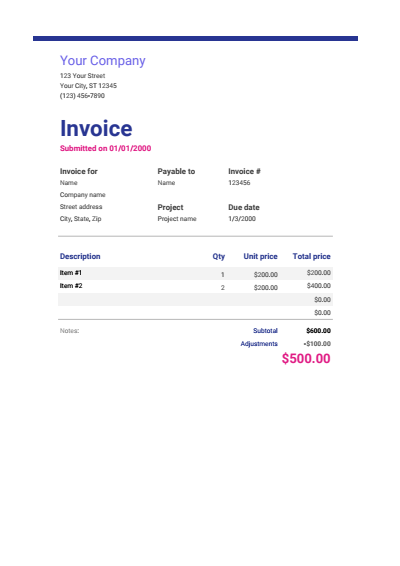 Your Company
123 Your Street
Your City, ST 12345
(123) 456-7890
Invoice
Submitted on 01/01/2000
Invoice for Payable to Invoice #
Name Name 123456
Company name
Street address Project Due date
City, State, Zip Project name 1/3/2000
Description Qty Unit price Total price
Item #1 1 $200.00 $200.00
Item #2 2 $200.00 $400.00
$0.00
$0.00
Notes: Subtotal $600.00
Adjustments -$100.00
$500.00